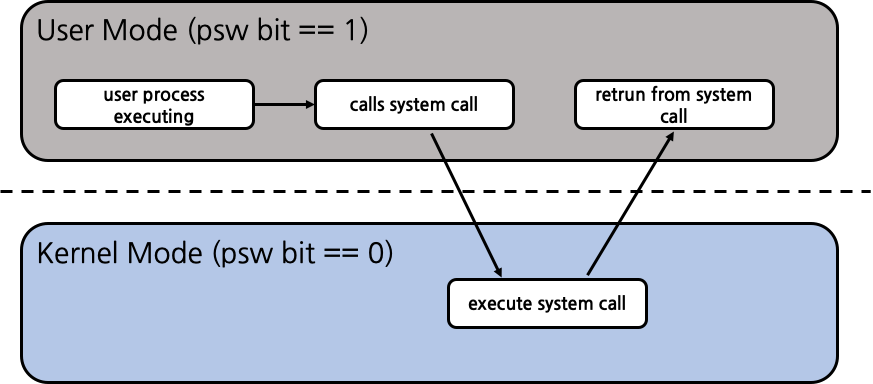 User Mode (psw bit == 1)
user process
executing
calls system call
retrun from system
call
Kernel Mode (psw bit == 0)
execute system call